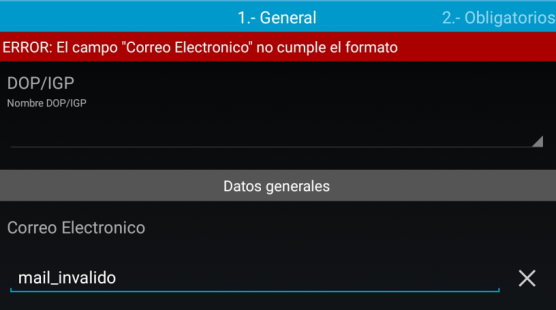 1.- General
2.- Obligatorios
ERROR: El campo "Correo Electronico" no cumple el formato
DOP/IGP
Nombre DOP/IGP
Datos generales
Correo Electronico
mail_invalido